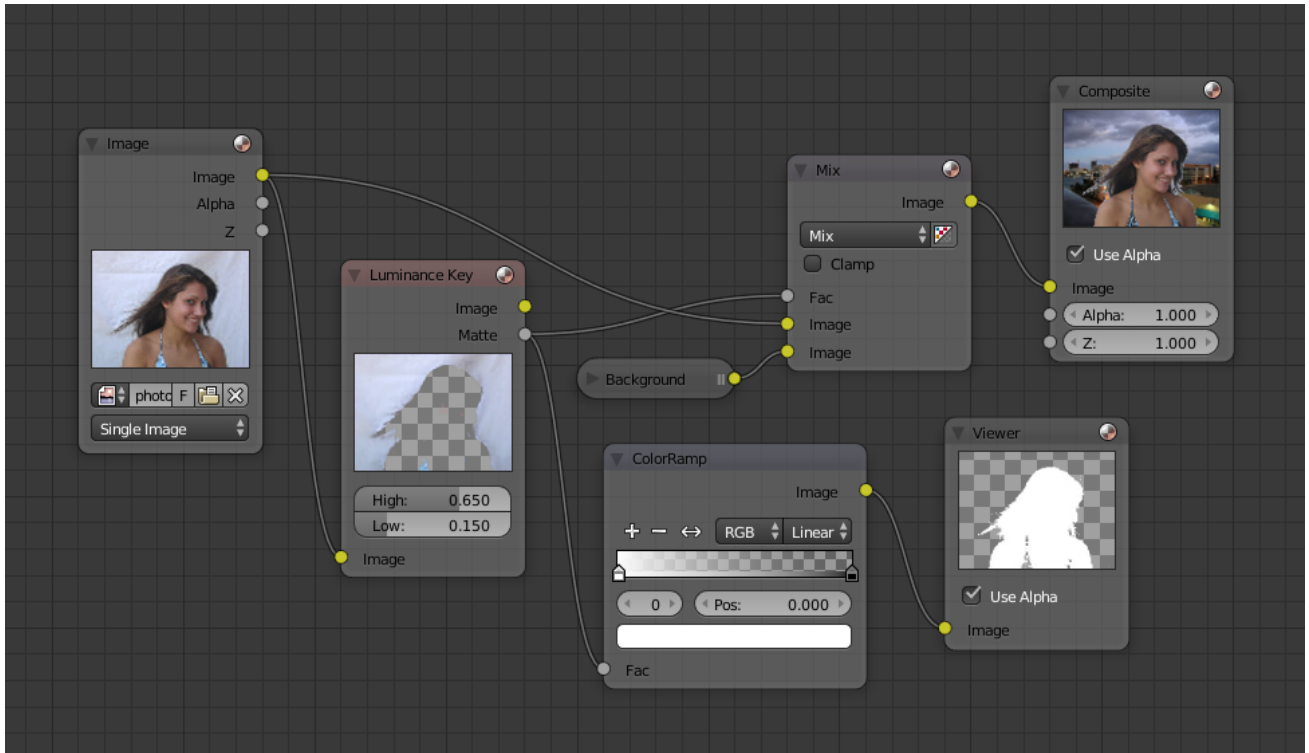 Image
Image
Alpha
Z
photo F
Single Image
Luminance Key
Image
Matte
High: 0.650
Low: 0.150
Image
Background
Mix
Image
Mix
Clamp
Fac
Image
Image
Composite
Use Alpha
Image
Alpha: 1.000
Z: 1.000
ColorRamp
Image
RGB Linear
0 Pos: 0.000
Fac
Viewer
Use Alpha
Image